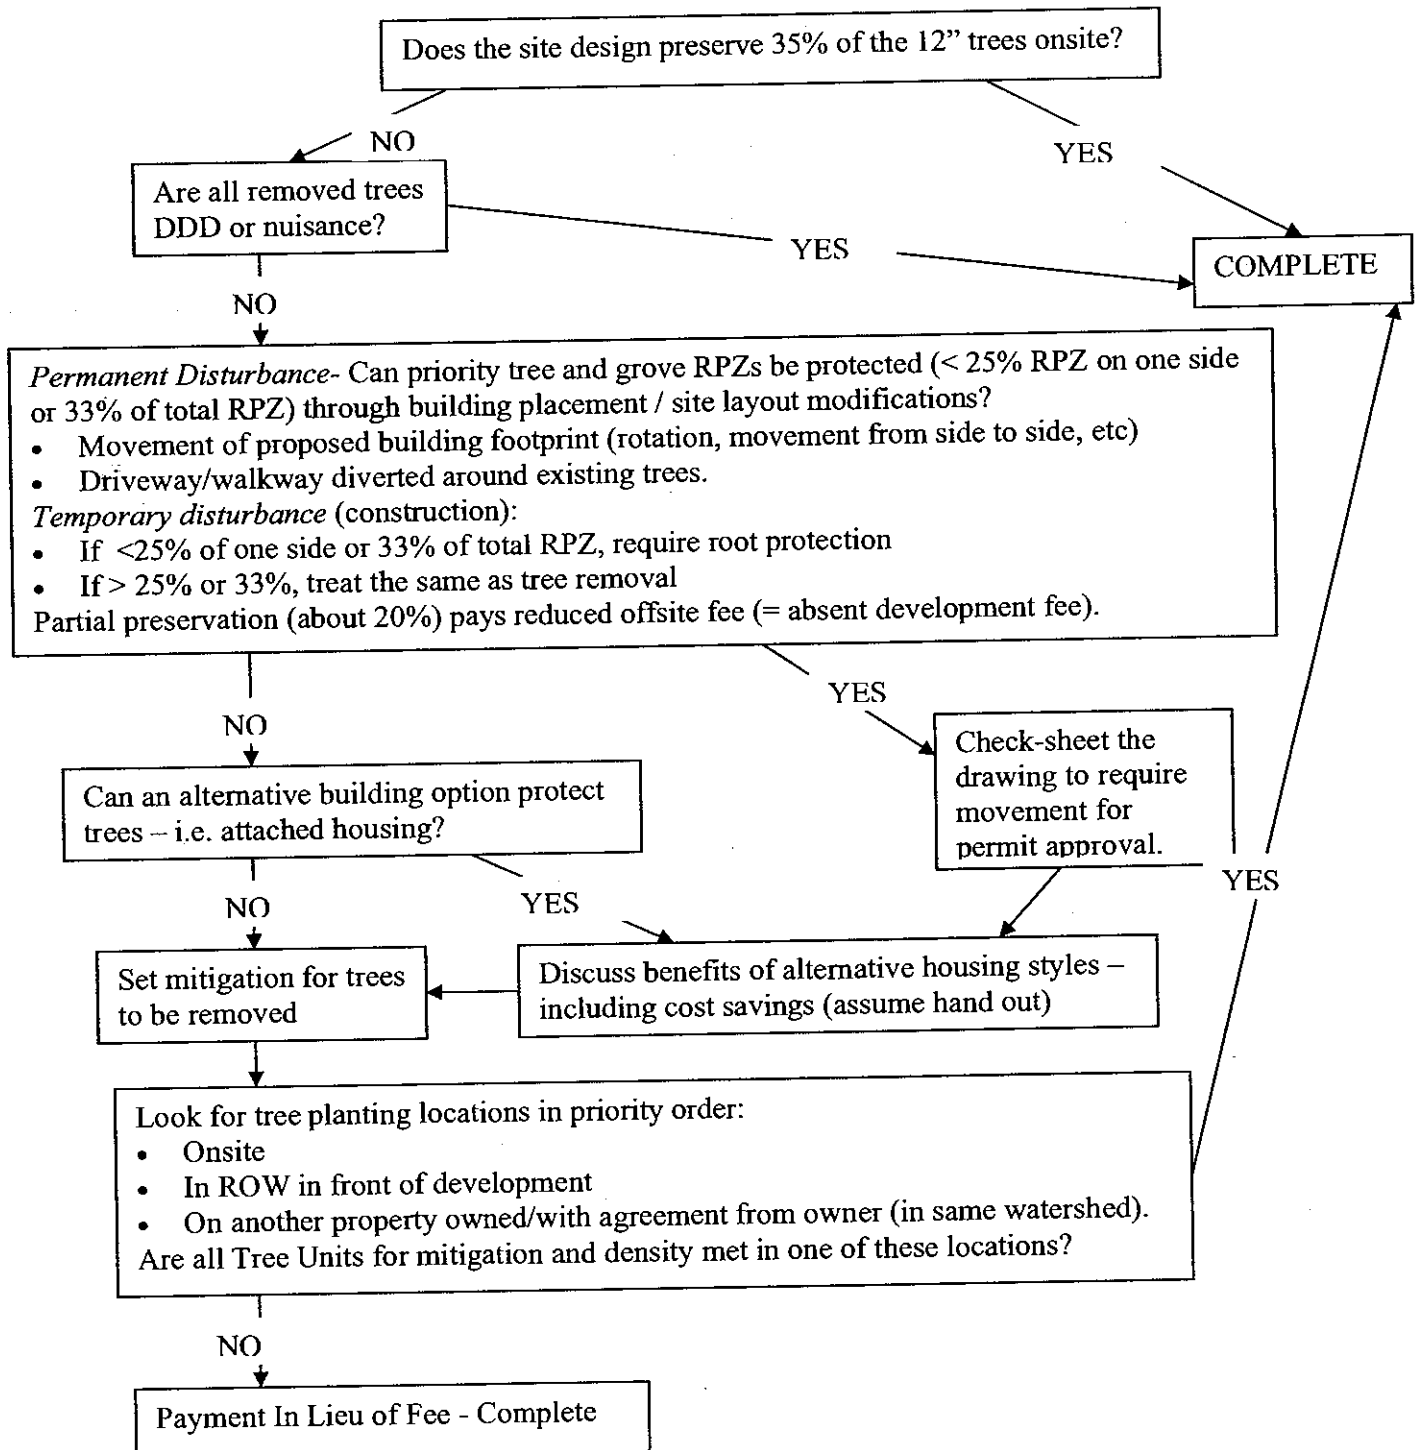 Does the site design preserve 35% of the 12” trees onsite?
NO
YES
Are all removed trees
DDD or nuisance?
YES
COMPLETE
NO
Permanent Disturbance- Can priority tree and grove RPZs be protected (< 25% RPZ on one side
or 33% of total RPZ) through building placement / site layout modifications?
• Movement of proposed building footprint (rotation, movement from side to side, etc)
• Driveway/walkway diverted around existing trees.
Temporary disturbance (construction):
• If <25% of one side or 33% of total RPZ, require root protection
• If > 25% or 33%, treat the same as tree removal
Partial preservation (about 20%) pays reduced offsite fee (= absent development fee).
NO
YES
Can an alternative building option protect
trees – i.e. attached housing?
Check-sheet the
drawing to require
movement for
permit approval.
NO
YES
YES
Set mitigation for trees
to be removed
Discuss benefits of alternative housing styles –
including cost savings (assume hand out)
Look for tree planting locations in priority order:
• Onsite
• In ROW in front of development
• On another property owned/with agreement from owner (in same watershed).
Are all Tree Units for mitigation and density met in one of these locations?
NO
Payment In Lieu of Fee - Complete